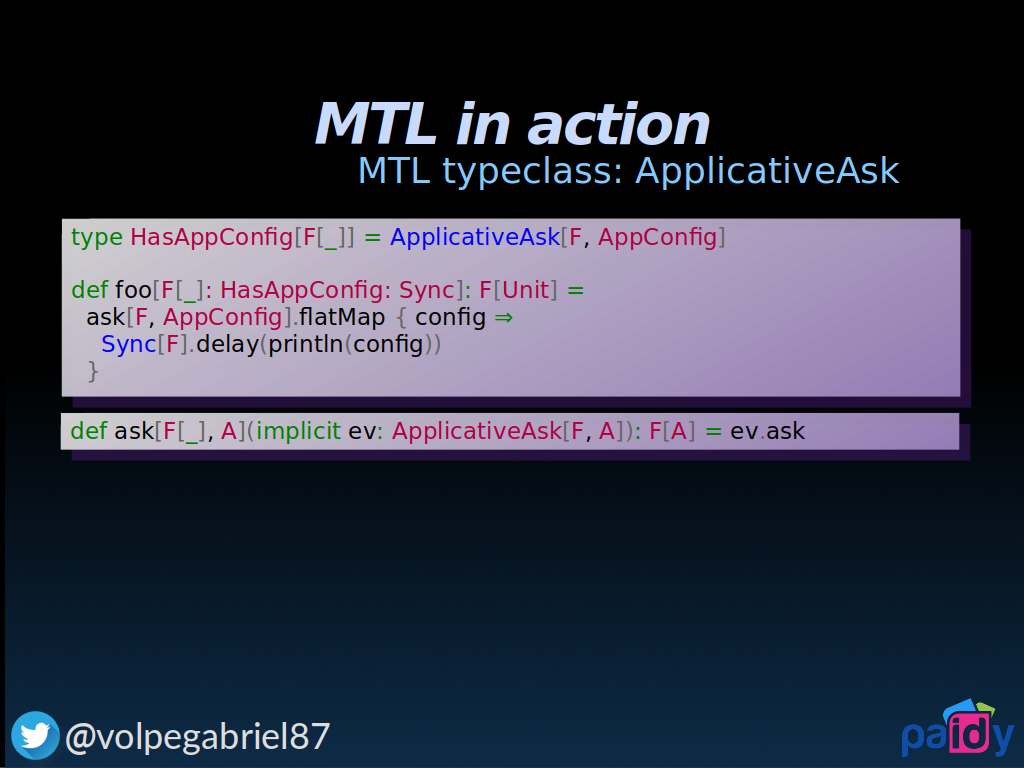 MTL in action
MTL typeclass: ApplicativeAsk
type HasAppConfig[F[_]] = ApplicativeAsk[F, AppConfig]
def foo[F[_]: HasAppConfig: Sync]: F[Unit] =
ask[F, AppConfig].flatMap { config ⇒
Sync[F].delay(println(config))
}
def ask[F[_], A](implicit ev: ApplicativeAsk[F, A]): F[A] = ev.ask
@volpegabriel87
paidy